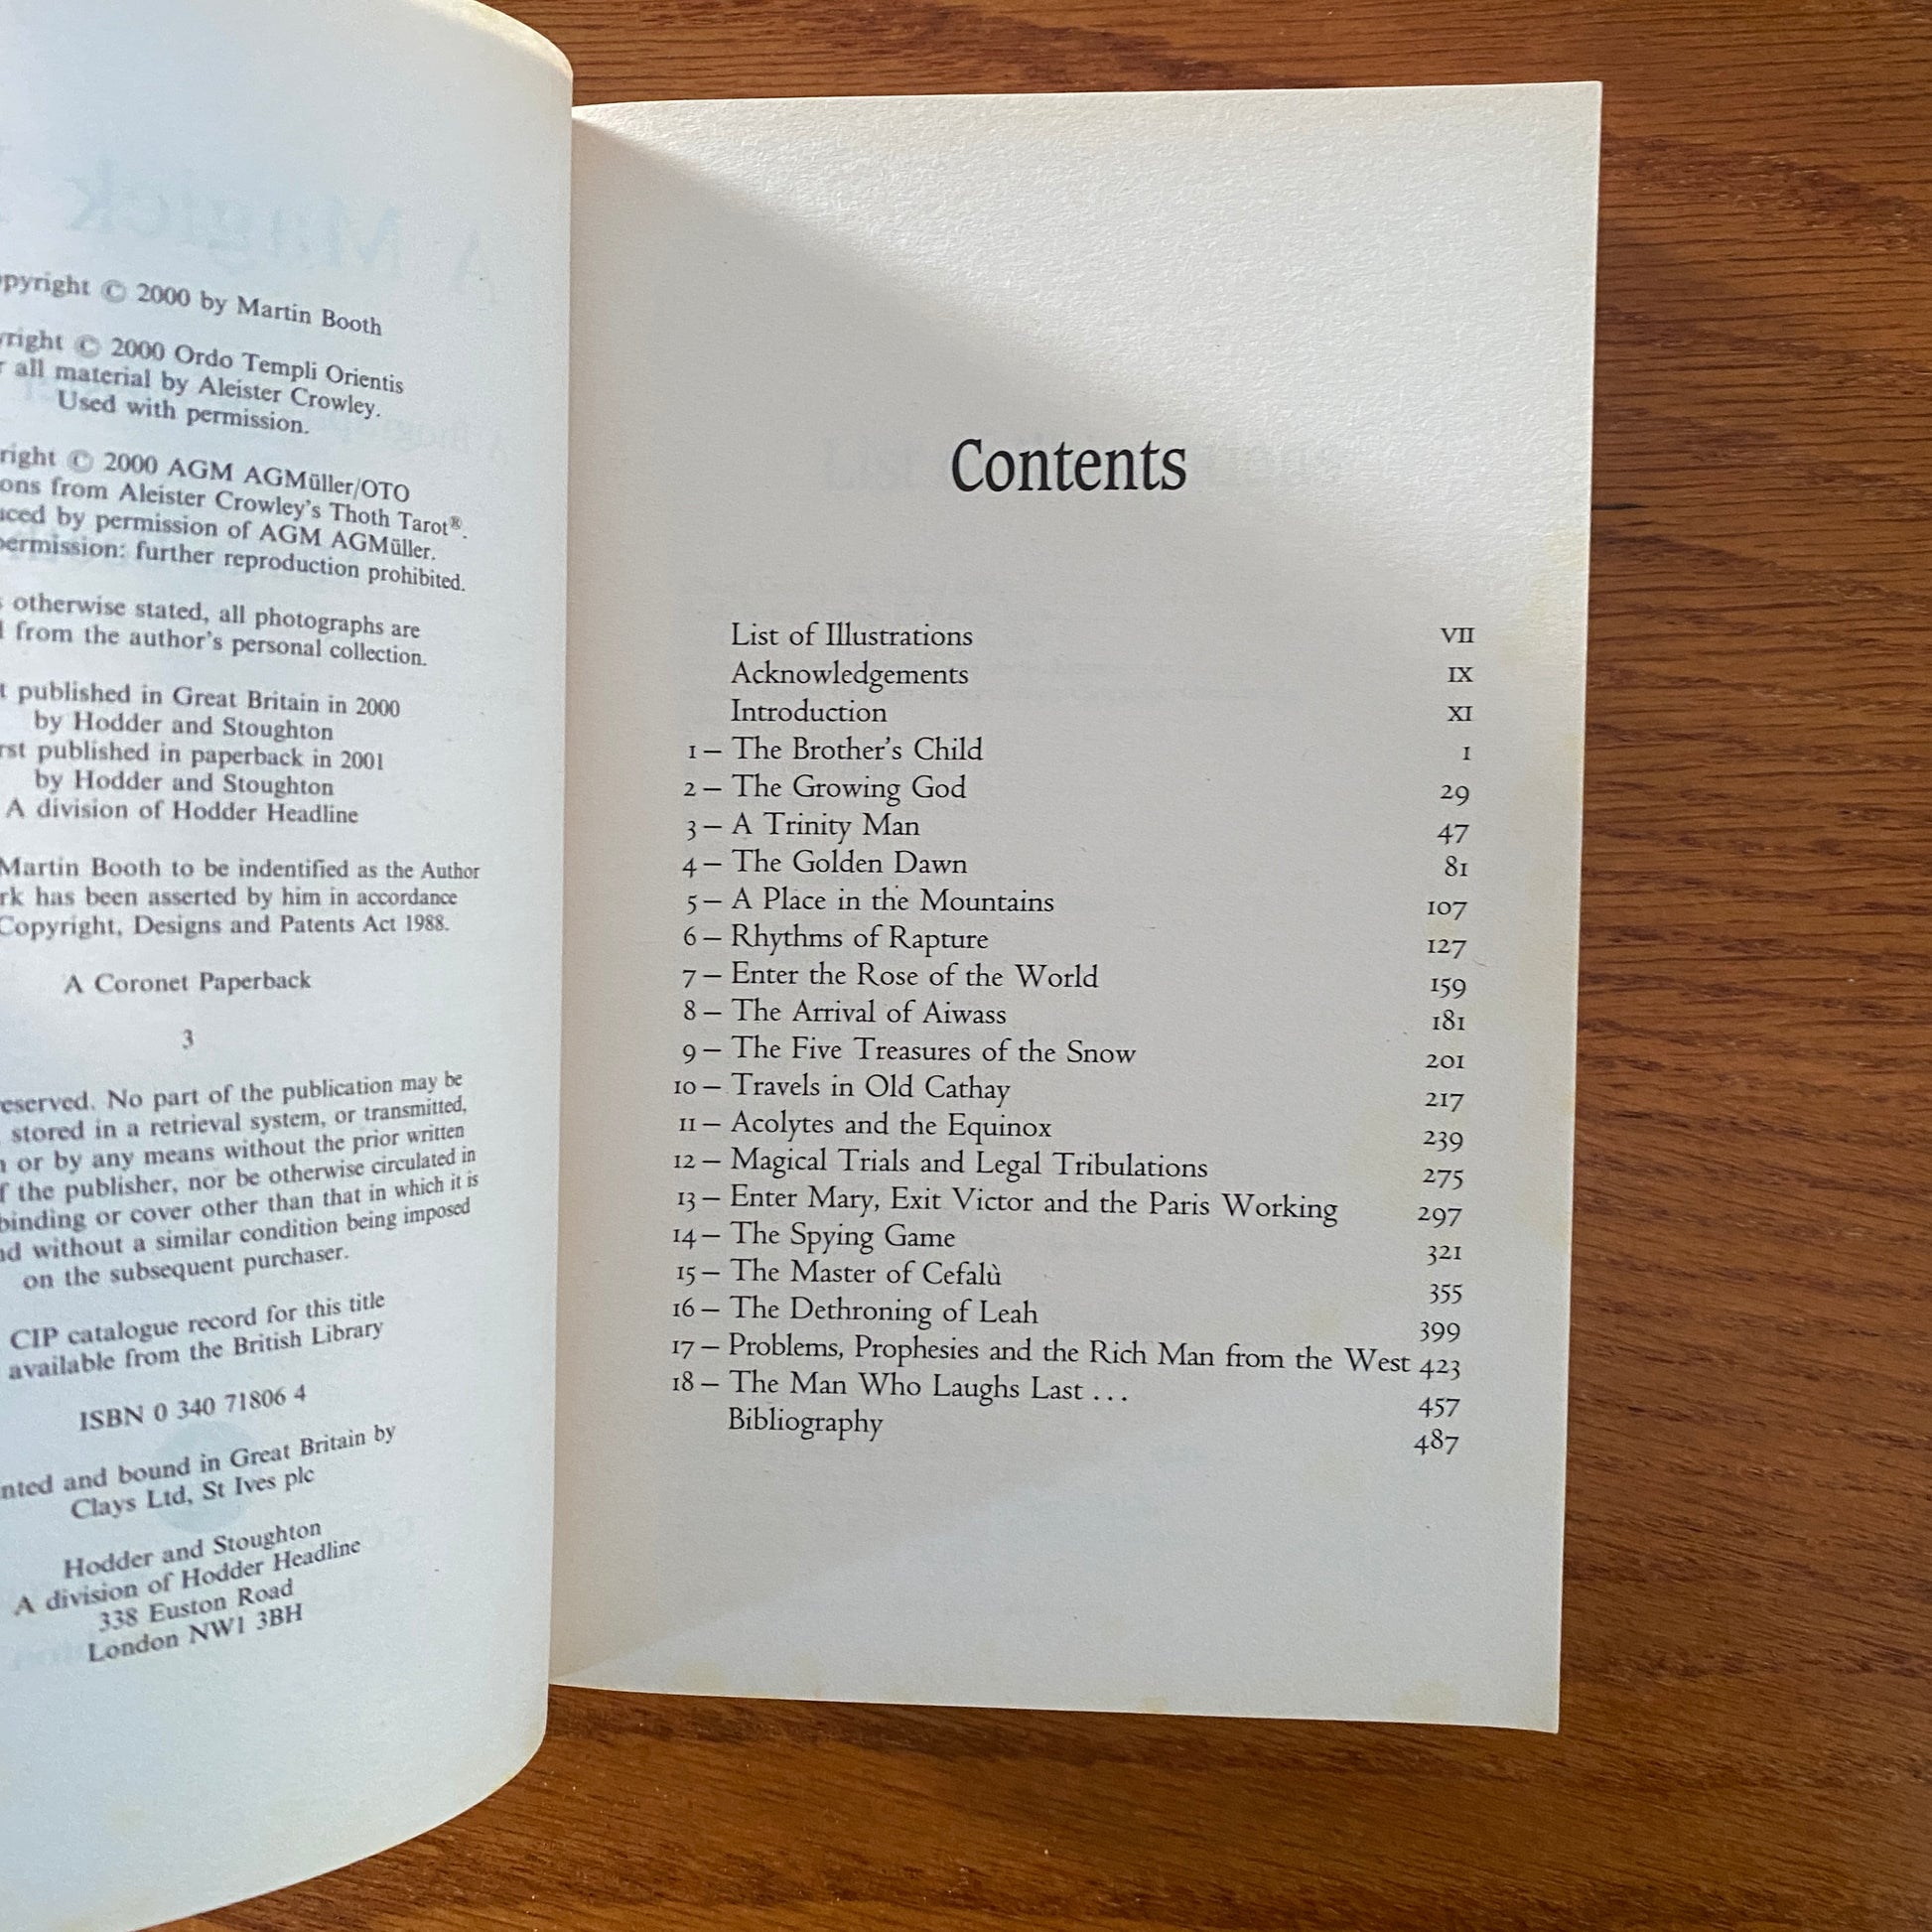 A Magick
opyright © 2000 by Martin Booth
yright © 2000 Ordo Templi Orientis
r all material by Aleister Crowley.
Used with permission.
right © 2000 AGM AGMüller/OTO
ons from Aleister Crowley's Thoth Tarot®.
uced by permission of AGM AGMüller.
permission: further reproduction prohibited.
s otherwise stated, all photographs are
d from the author's personal collection.
t published in Great Britain in 2000
by Hodder and Stoughton
rst published in paperback in 2001
by Hodder and Stoughton
A division of Hodder Headline
Martin Booth to be indentified as the Author
rk has been asserted by him in accordance
Copyright, Designs and Patents Act 1988.
A Coronet Paperback
3
eserved. No part of the publication may be
stored in a retrieval system, or transmitted,
n or by any means without the prior written
f the publisher, nor be otherwise circulated in
binding or cover other than that in which it is
nd without a similar condition being imposed
on the subsequent purchaser.
CIP catalogue record for this title
available from the British Library
ISBN 0 340 71806 4
nted and bound in Great Britain by
Clays Ltd, St Ives plc
Hodder and Stoughton
A division of Hodder Headline
338 Euston Road
London NW1 3BH
Contents
List of Illustrations VII
Acknowledgements IX
Introduction XI
1 – The Brother's Child 1
2 – The Growing God 29
3 – A Trinity Man 47
4 – The Golden Dawn 81
5 – A Place in the Mountains 107
6 – Rhythms of Rapture 127
7 – Enter the Rose of the World 159
8 – The Arrival of Aiwass 181
9 – The Five Treasures of the Snow 201
10 – Travels in Old Cathay 217
11 – Acolytes and the Equinox 239
12 – Magical Trials and Legal Tribulations 275
13 – Enter Mary, Exit Victor and the Paris Working 297
14 – The Spying Game 321
15 – The Master of Cefalù 355
16 – The Dethroning of Leah 399
17 – Problems, Prophesies and the Rich Man from the West 423
18 – The Man Who Laughs Last ... 457
Bibliography 487